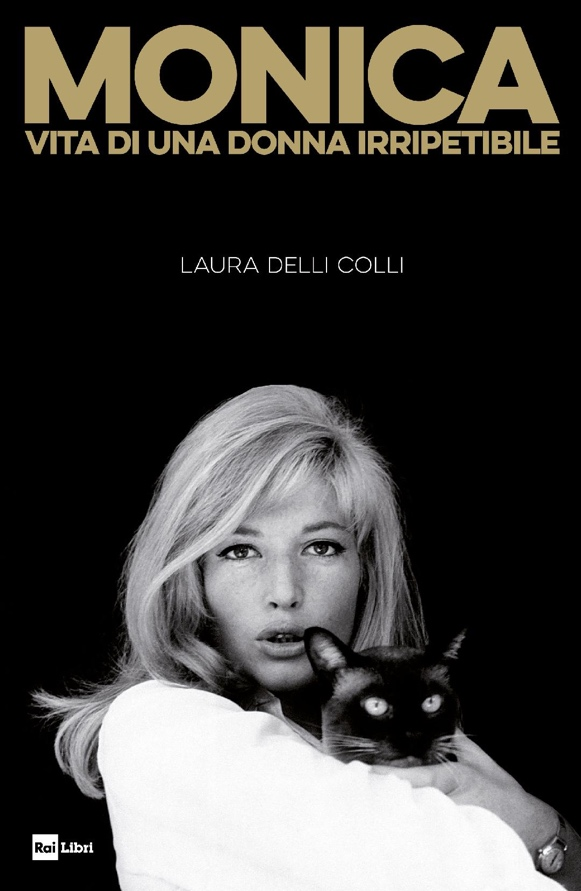 MONICA
VITA DI UNA DONNA IRRIPETIBILE
LAURA DELLI COLLI
Rai Libri